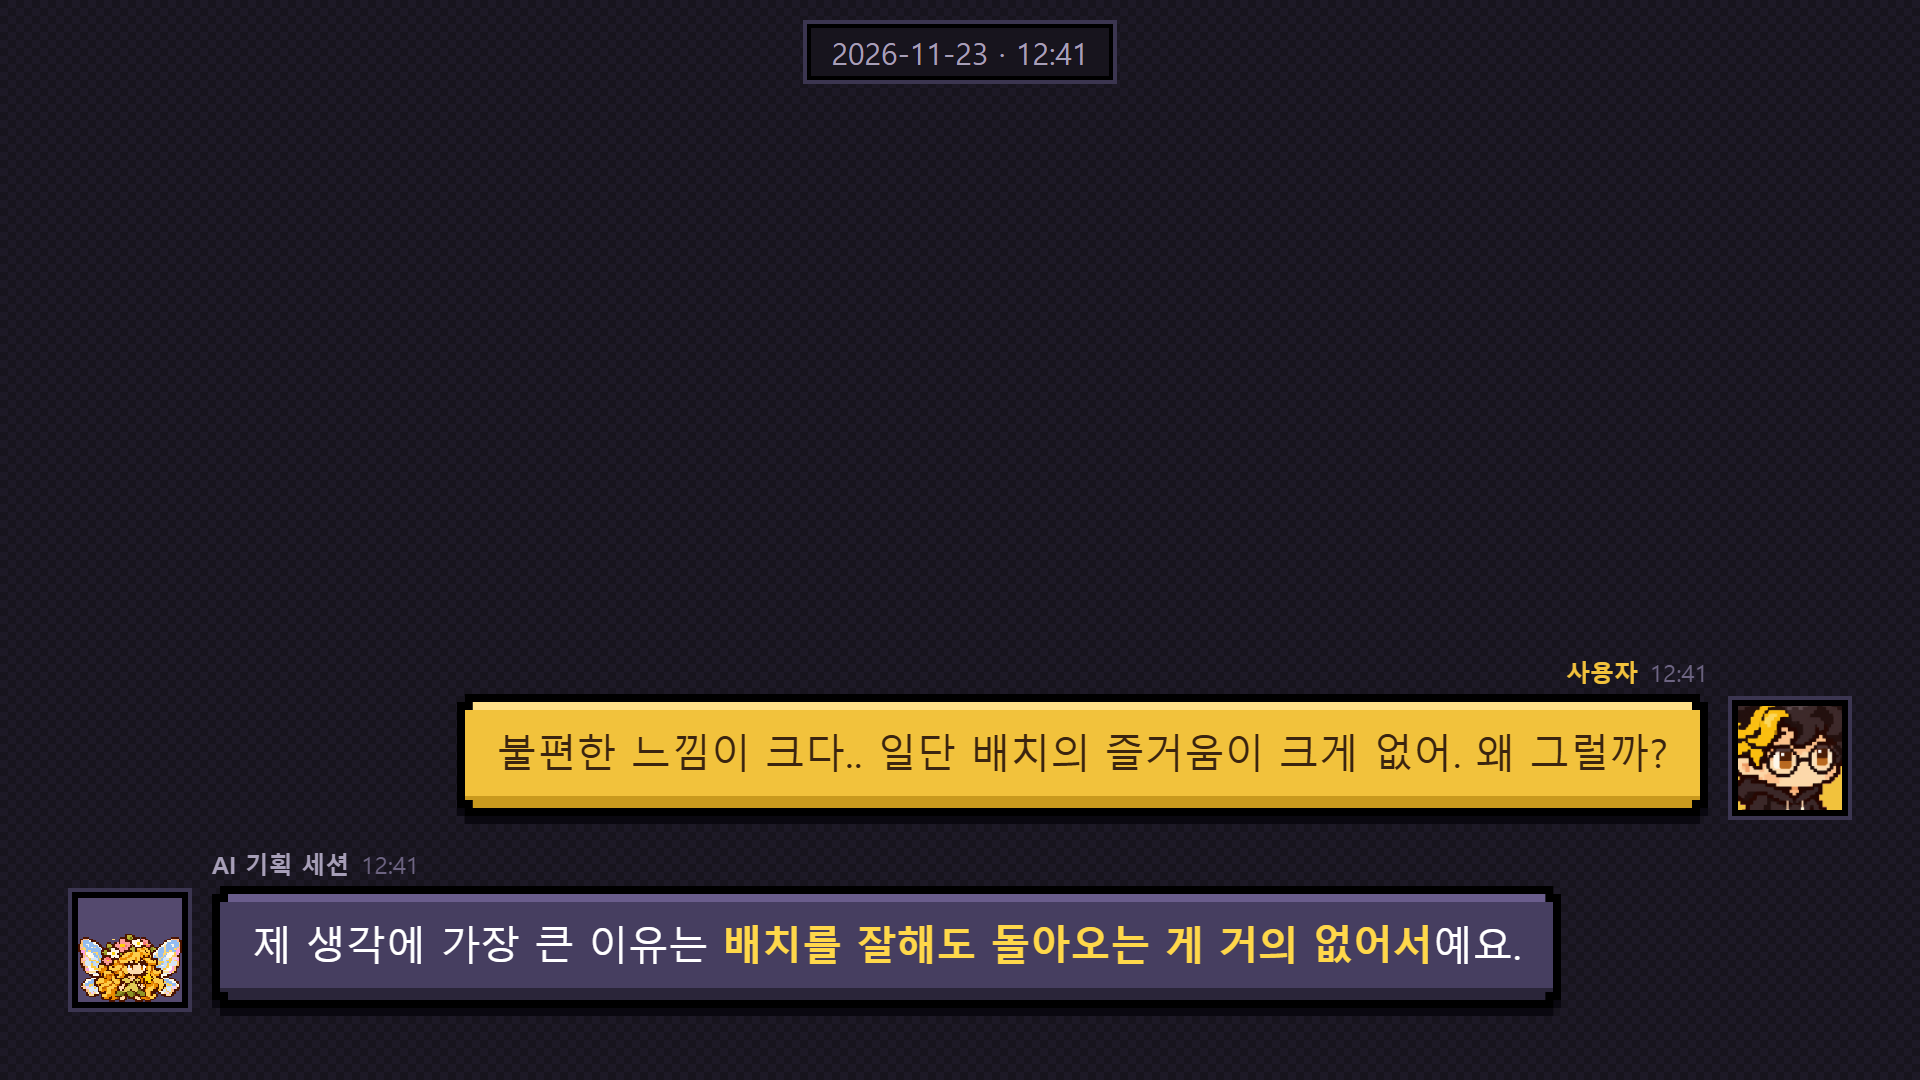 2026-11-23 · 12:41
사용자 12:41
불편한 느낌이 크다.. 일단 배치의 즐거움이 크게 없어. 왜 그럴까?
AI 기획 세션 12:41
제 생각에 가장 큰 이유는 배치를 잘해도 돌아오는 게 거의 없어서예요.